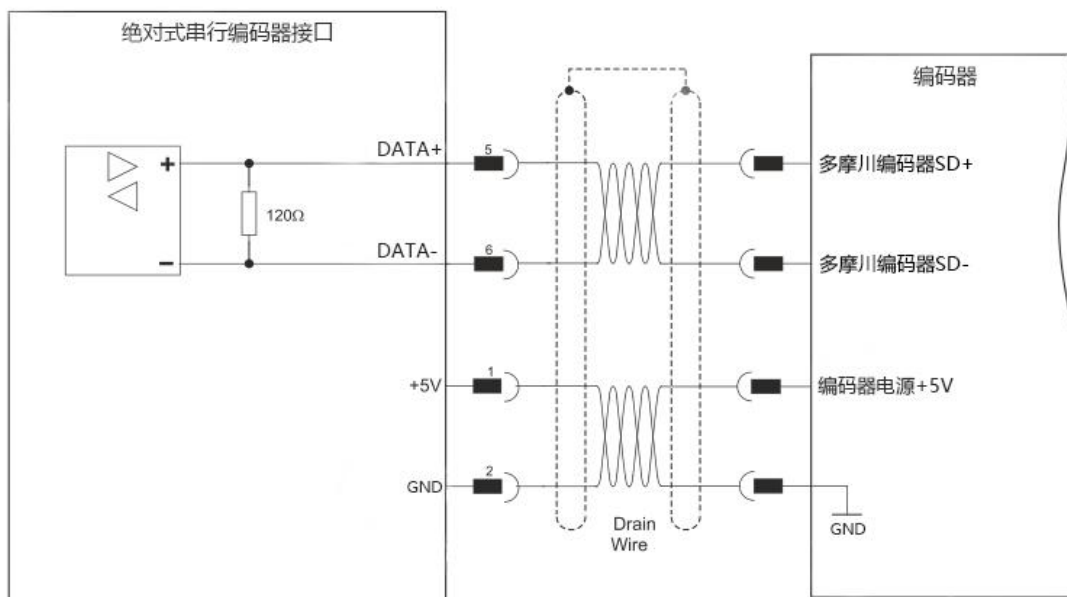 绝对式串行编码器接口
编码器
DATA+
5
多摩川编码器SD+
120Ω
DATA-
6
多摩川编码器SD-
+5V
1
编码器电源+5V
GND
2
Drain
Wire
GND